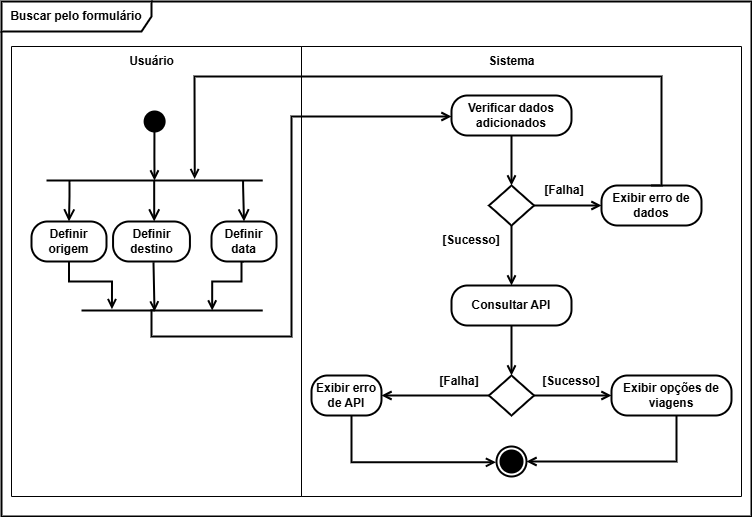 Buscar pelo formulário
Usuário
Sistema
Verificar dados
adicionados
[Falha]
Exibir erro de
dados
Definir
origem
Definir
destino
Definir
data
[Sucesso]
Consultar API
[Falha]
[Sucesso]
Exibir erro
de API
Exibir opções de
viagens